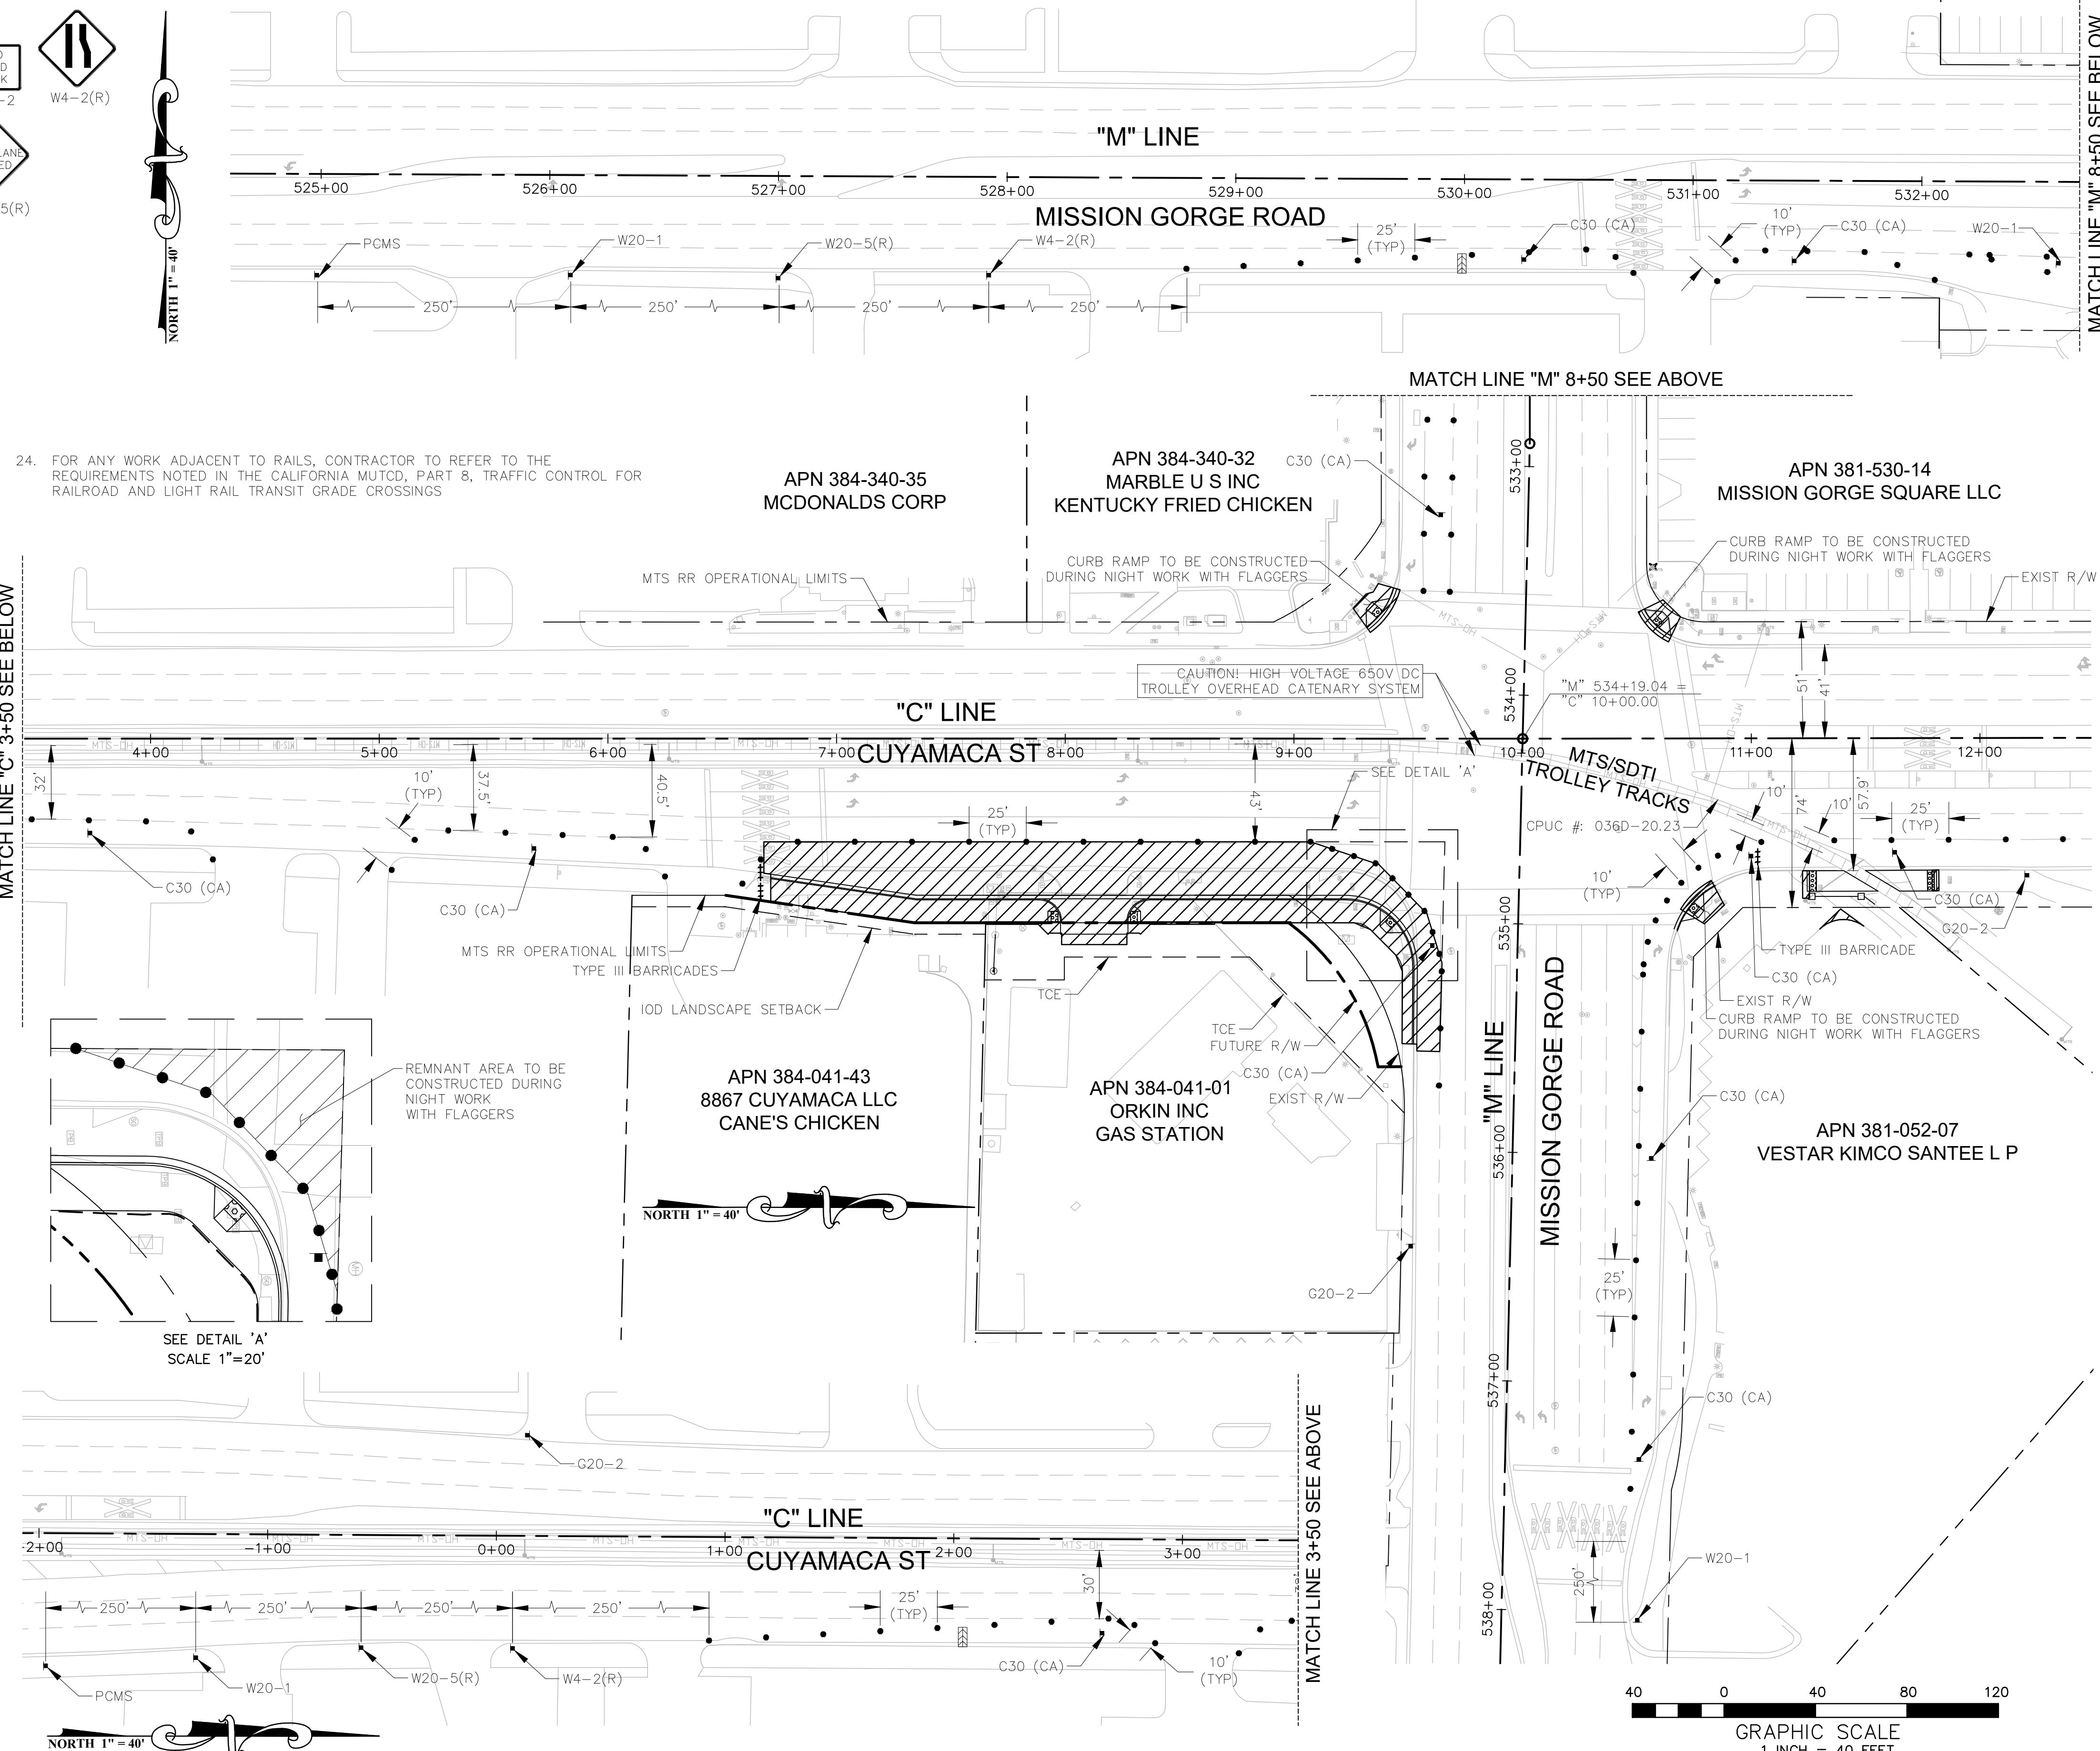 W4-2(R)
NORTH 1" = 40'
"M" LINE
525+00
526+00
527+00
528+00
529+00
530+00
531+00
532+00
MISSION GORGE ROAD
PCMS
W20-1
W20-5(R)
W4-2(R)
25'
(TYP)
C30 (CA)
10'
(TYP)
C30 (CA)
W20-1
250'
250'
250'
250'
MATCH LINE "M" 8+50 SEE BELOW
MATCH LINE "M" 8+50 SEE ABOVE
24. FOR ANY WORK ADJACENT TO RAILS, CONTRACTOR TO REFER TO THE
REQUIREMENTS NOTED IN THE CALIFORNIA MUTCD, PART 8, TRAFFIC CONTROL FOR
RAILROAD AND LIGHT RAIL TRANSIT GRADE CROSSINGS
APN 384-340-35
MCDONALDS CORP
APN 384-340-32
MARBLE U S INC
KENTUCKY FRIED CHICKEN
C30 (CA)
533+00
APN 381-530-14
MISSION GORGE SQUARE LLC
CURB RAMP TO BE CONSTRUCTED
DURING NIGHT WORK WITH FLAGGERS
CURB RAMP TO BE CONSTRUCTED
DURING NIGHT WORK WITH FLAGGERS
EXIST R/W
MTS RR OPERATIONAL LIMITS
MTS-OH
MTS-OH
CAUTION! HIGH VOLTAGE 650V DC
TROLLEY OVERHEAD CATENARY SYSTEM
534+00
"M" 534+19.04 =
"C" 10+00.00
51'
41'
MATCH LINE "C" 3+50 SEE BELOW
"C" LINE
4+00
5+00
6+00
7+00
8+00
9+00
10+00
11+00
12+00
CUYAMACA ST
MTS/SDTI
TROLLEY TRACKS
SEE DETAIL 'A'
CPUC #: 036D-20.23
32'
10'
(TYP)
37.5'
40.5'
25'
(TYP)
43'
10'
10'
74'
57.9'
25'
(TYP)
10'
(TYP)
C30 (CA)
C30 (CA)
C30 (CA)
G20-2
MTS RR OPERATIONAL LIMITS
TYPE III BARRICADES
IOD LANDSCAPE SETBACK
TCE
TCE
FUTURE R/W
C30 (CA)
EXIST R/W
535+00
TYPE III BARRICADE
C30 (CA)
EXIST R/W
CURB RAMP TO BE CONSTRUCTED
DURING NIGHT WORK WITH FLAGGERS
REMNANT AREA TO BE
CONSTRUCTED DURING
NIGHT WORK
WITH FLAGGERS
SEE DETAIL 'A'
SCALE 1"=20'
APN 384-041-43
8867 CUYAMACA LLC
CANE'S CHICKEN
APN 384-041-01
ORKIN INC
GAS STATION
NORTH 1" = 40'
"M" LINE
536+00
MISSION GORGE ROAD
C30 (CA)
APN 381-052-07
VESTAR KIMCO SANTEE L P
G20-2
25'
(TYP)
537+00
C30 (CA)
G20-2
"C" LINE
-1+00
0+00
1+00
2+00
3+00
MTS-OH
MTS-OH
MTS-OH
MTS-OH
MTS-OH
CUYAMACA ST
MATCH LINE 3+50 SEE ABOVE
250'
250'
250'
250'
25'
(TYP)
30'
PCMS
W20-1
W20-5(R)
W4-2(R)
C30 (CA)
10'
(TYP)
W20-1
250'
538+00
NORTH 1" = 40'
40 0 40 80 120
GRAPHIC SCALE
1 INCH = 40 FEET